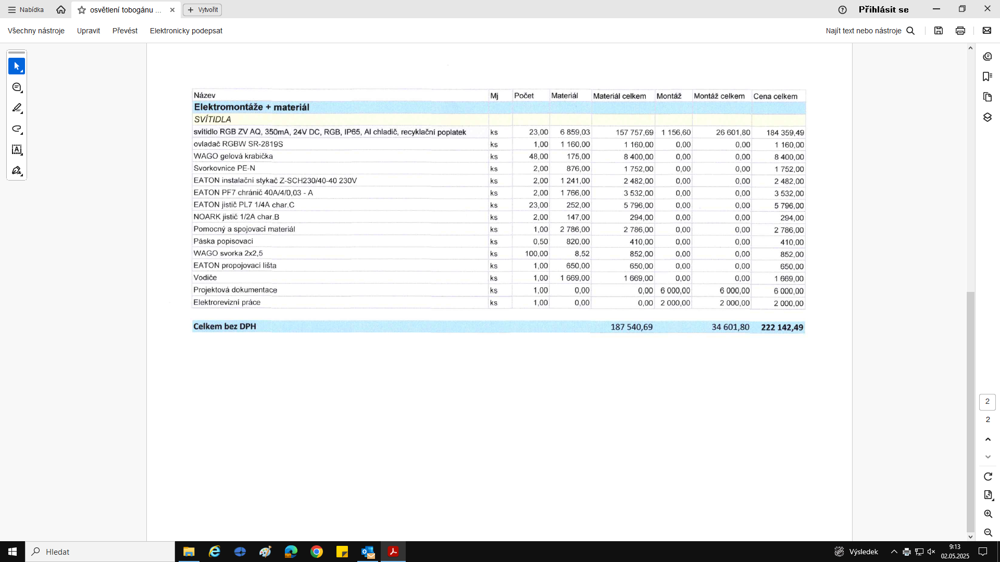 Nabídka
osvětlení tobogánu ...
Vytvořit
Přihlásit se
Všechny nástroje Upravit Převést Elektronicky podepsat
Najít text nebo nástroje
Název Mj Počet Materiál Materiál celkem Montáž Montáž celkem Cena celkem
Elektromontáže + materiál
SVÍTIDLA
svítidlo RGB ZV AQ, 350mA, 24V DC, RGB, IP65, Al chladič, recyklační poplatek ks 23,00 6 859,03 157 757,69 1 156,60 26 601,80 184 359,49
ovladač RGBW SR-2819S ks 1,00 1 160,00 1 160,00 0,00 0,00 1 160,00
WAGO gelová krabička ks 48,00 175,00 8 400,00 0,00 0,00 8 400,00
Svorkovnice PE-N ks 2,00 876,00 1 752,00 0,00 0,00 1 752,00
EATON instalační stykač Z-SCH230/40-40 230V ks 2,00 1 241,00 2 482,00 0,00 0,00 2 482,00
EATON PF7 chránič 40A/4/0,03 - A ks 2,00 1 766,00 3 532,00 0,00 0,00 3 532,00
EATON jistič PL7 1/4A char.C ks 23,00 252,00 5 796,00 0,00 0,00 5 796,00
NOARK jistič 1/2A char.B ks 2,00 147,00 294,00 0,00 0,00 294,00
Pomocný a spojovací materiál ks 1,00 2 786,00 2 786,00 0,00 0,00 2 786,00
Páska popisovací ks 0,50 820,00 410,00 0,00 0,00 410,00
WAGO svorka 2x2,5 ks 100,00 8,52 852,00 0,00 0,00 852,00
EATON propojovací lišta ks 1,00 650,00 650,00 0,00 0,00 650,00
Vodiče ks 1,00 1 669,00 1 669,00 0,00 0,00 1 669,00
Projektová dokumentace ks 1,00 0,00 0,00 6 000,00 6 000,00 6 000,00
Elektrorevizní práce ks 1,00 0,00 0,00 2 000,00 2 000,00 2 000,00
Celkem bez DPH 187 540,69 34 601,80 222 142,49
2
2
Hledat
Výsledek
9:13
02.05.2025